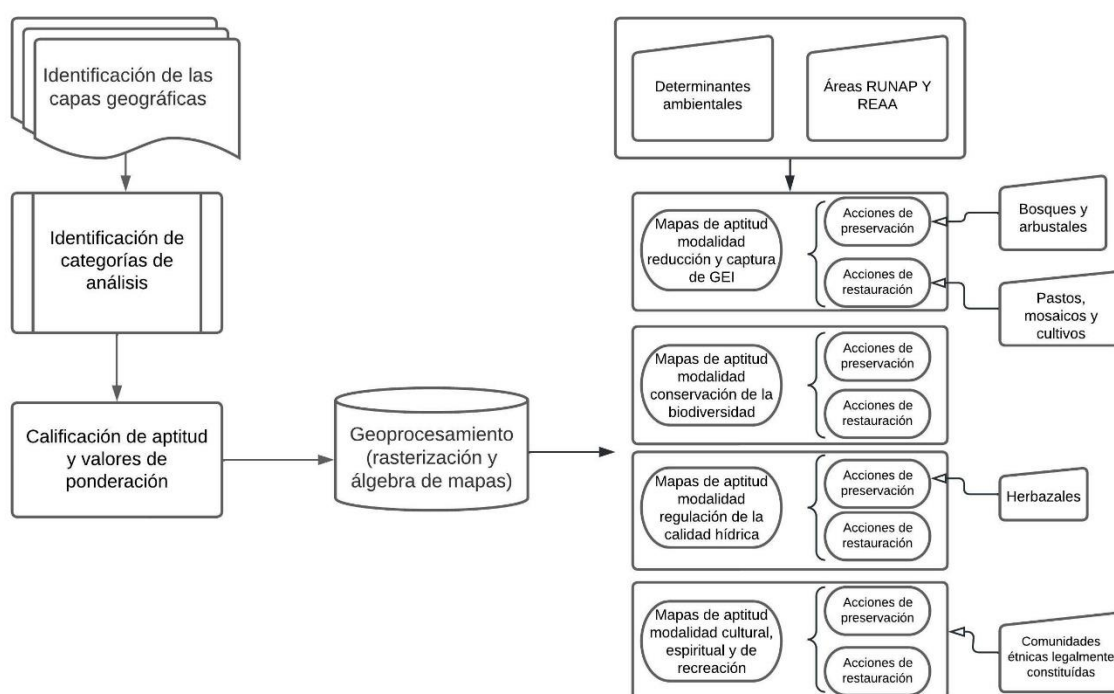 Identificación de las
capas geográficas
Identificación de
categorías de
análisis
Calificación de aptitud
y valores de
ponderación
Geoprocesamiento
(rasterización y
álgebra de mapas)
Determinantes
ambientales
Áreas RUNAP Y
REAA
Mapas de aptitud
modalidad
reducción y captura
de GEI
Acciones de
preservación
Acciones de
restauración
Bosques y
arbustales
Pastos,
mosaicos y
cultivos
Mapas de aptitud
modalidad
conservación de la
biodiversidad
Acciones de
preservación
Acciones de
restauración
Mapas de aptitud
modalidad
regulación de la
calidad hídrica
Acciones de
preservación
Acciones de
restauración
Herbazales
Mapas de aptitud
modalidad cultural,
espiritual y de
recreación
Acciones de
preservación
Acciones de
restauración
Comunidades
étnicas legalmente
constituídas